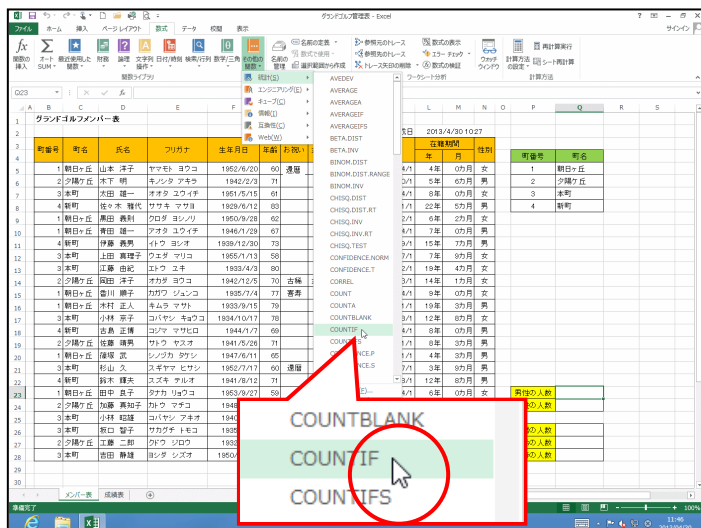 グランドゴルフ管理表 - Excel
サインイン
ファイル ホーム 挿入 ページ レイアウト 数式 データ 校閲 表示
fx Σ θ
関数の挿入 オート SUM 最近使用した関数 財務 論理 文字列操作 日付/時刻 検索/行列 数学/三角 その他の関数 名前の管理
名前の定義
数式で使用
選択範囲から作成
参照元のトレース
参照先のトレース
トレース矢印の削除
数式の表示
エラー チェック
数式の検証
ウォッチ ウィンドウ
計算方法の設定
再計算実行
シート再計算
関数ライブラリ ワークシート分析 計算方法
統計(S)
エンジニアリング(E)
キューブ(C)
情報(I)
互換性(C)
Web(W)
AVEDEV
AVERAGE
AVERAGEA
AVERAGEIF
AVERAGEIFS
BETA.DIST
BETA.INV
BINOM.DIST
BINOM.DIST.RANGE
BINOM.INV
CHISQ.DIST
CHISQ.DIST.RT
CHISQ.INV
CHISQ.INV.RT
CHISQ.TEST
CONFIDENCE.NORM
CONFIDENCE.T
CORREL
COUNT
COUNTA
COUNTBLANK
COUNTIF
Q23
A B C D E F L M N O P Q R S
グランドゴルフメンバー表
2013/4/30 10:27
町番号 町名 氏名 フリガナ 生年月日 年齢 お祝い 在籍期間 性別
年 月
町番号 町名
1 朝日ヶ丘
2 夕陽ケ丘
3 本町
4 新町
1 朝日ヶ丘 山本 洋子 ヤマモト ヨウコ 1952/6/20 60 還暦 4年 0カ月 女
2 夕陽ケ丘 木下 明 キノシタ アキラ 1942/2/3 71 5年 6カ月 男
3 本町 太田 雄一 オオタ ユウイチ 1951/5/15 61 8年 0カ月 女
4 新町 佐々木 雅代 ササキ マサヨ 1929/6/12 83 22年 5カ月 男
1 朝日ヶ丘 黒田 義則 クロダ ヨシノリ 1950/9/28 62 6年 2カ月 女
1 朝日ヶ丘 青田 雄一 アオタ ユウイチ 1946/1/29 67 7年 0カ月 男
4 新町 伊藤 義男 イトウ ヨシオ 1939/12/30 73 15年 7カ月 男
3 本町 上田 真理子 ウエダ マリコ 1955/1/13 58 7年 9カ月 女
3 本町 工藤 由紀 エトウ ユキ 1933/4/3 80 19年 4カ月 女
2 夕陽ケ丘 岡田 洋子 オカダ ヨウコ 1942/12/5 70 古稀 14年 1カ月 女
1 朝日ヶ丘 香川 順子 カガワ ジュンコ 1935/7/4 77 喜寿 9年 0カ月 女
1 朝日ヶ丘 木村 正人 キムラ マサト 1933/9/15 79 19年 3カ月 男
3 本町 小林 京子 コバヤシ キョウコ 1934/10/17 78 12年 8カ月 女
4 新町 古島 正博 コジマ マサヒロ 1944/1/7 69 8年 0カ月 男
2 夕陽ケ丘 佐藤 靖男 サトウ ヤスオ 1941/5/26 71 8年 3カ月 男
1 朝日ヶ丘 篠塚 武 シノヅカ タケシ 1947/6/11 65 4年 3カ月 男
3 本町 杉山 久 スギヤマ ヒサシ 1952/7/17 60 還暦 3年 9カ月 男
4 新町 鈴木 輝夫 スズキ テルオ 1941/8/12 71 12年 8カ月 男
1 朝日ヶ丘 田中 良子 タナカ リョウコ 1953/9/27 59 6年 0カ月 女
2 夕陽ケ丘 加藤 真知子 カトウ マチコ
3 本町 小林 昭雄 コバヤシ アキオ
3 本町 坂口 智子 サカグチ トモコ
2 夕陽ケ丘 工藤 二郎 クドウ ジロウ
3 本町 吉田 静雄 ヨシダ シズオ
男性の人数
女性の人数
COUNTBLANK
COUNTIF
COUNTIFS
メンバー表 成績表
準備完了
100%
11:46